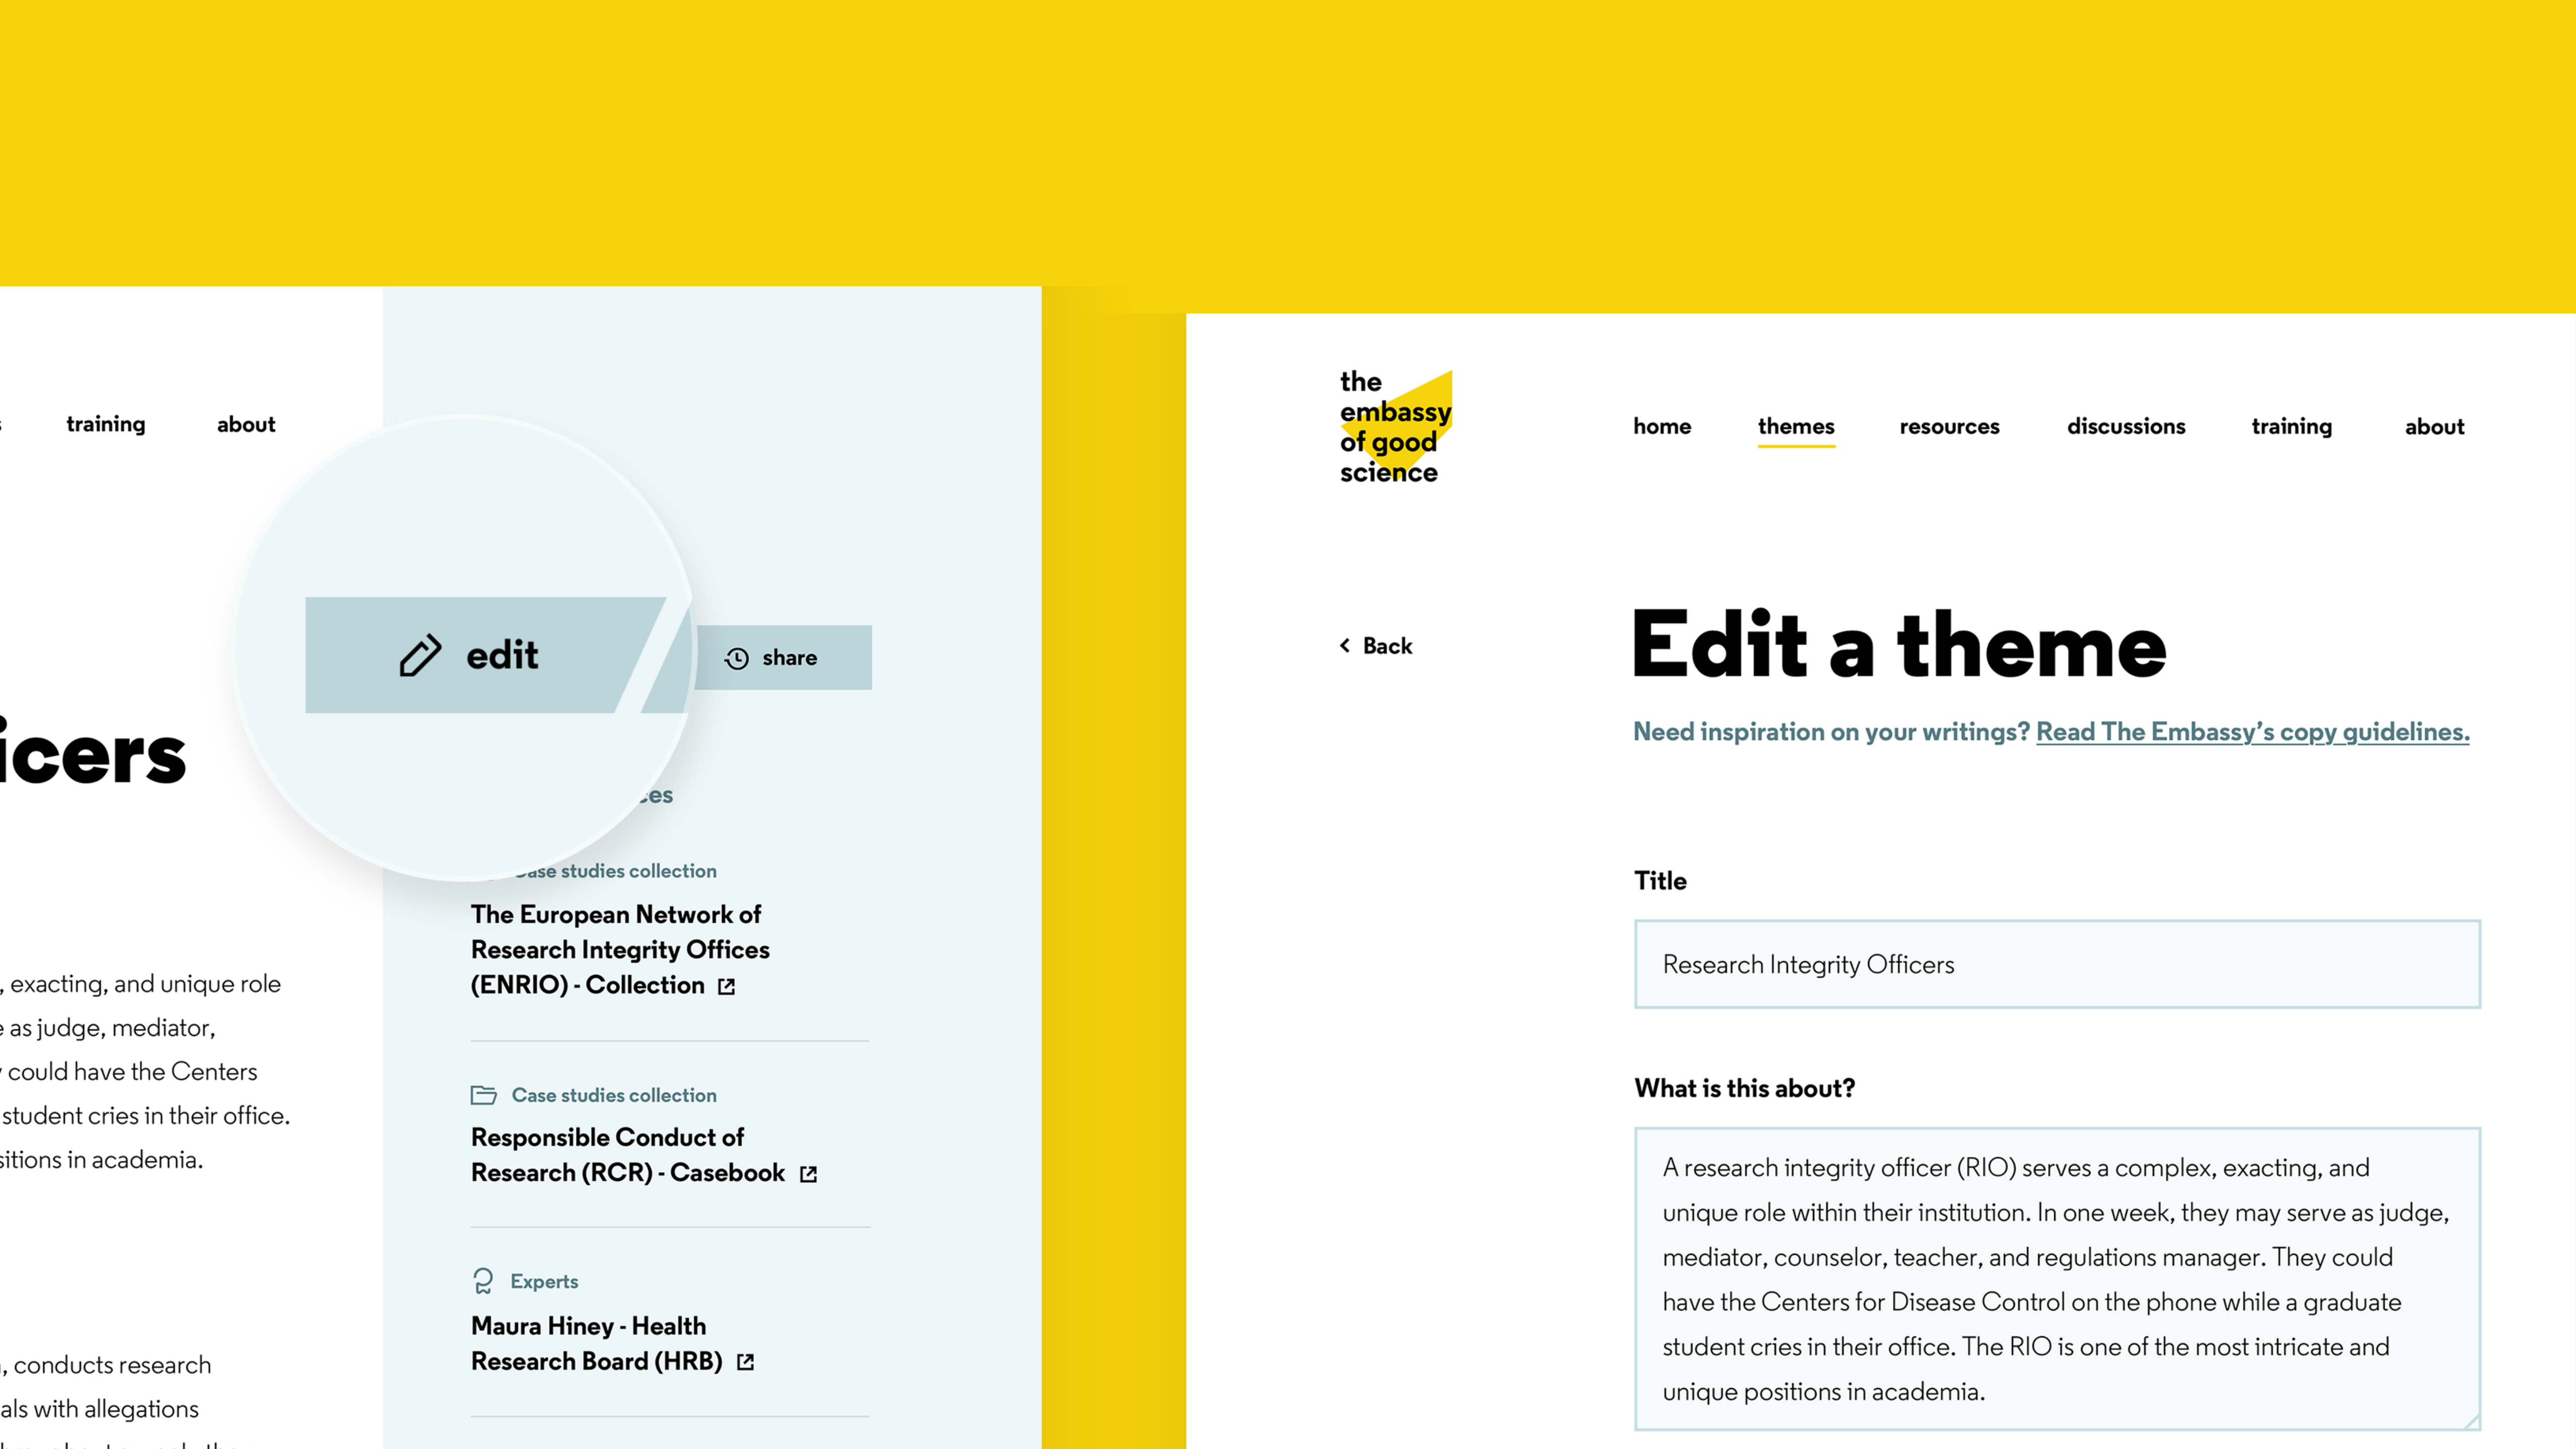 training
about
edit
share
icers
Case studies collection
The European Network of
Research Integrity Offices
(ENRIO) - Collection
Case studies collection
Responsible Conduct of
Research (RCR) - Casebook
Experts
Maura Hiney - Health
Research Board (HRB)
, exacting, and unique role
as judge, mediator,
could have the Centers
student cries in their office.
sitions in academia.
, conducts research
als with allegations
the
embassy
of good
science
home
themes
resources
discussions
training
about
Back
Edit a theme
Need inspiration on your writings? Read The Embassy's copy guidelines.
Title
Research Integrity Officers
What is this about?
A research integrity officer (RIO) serves a complex, exacting, and
unique role within their institution. In one week, they may serve as judge,
mediator, counselor, teacher, and regulations manager. They could
have the Centers for Disease Control on the phone while a graduate
student cries in their office. The RIO is one of the most intricate and
unique positions in academia.